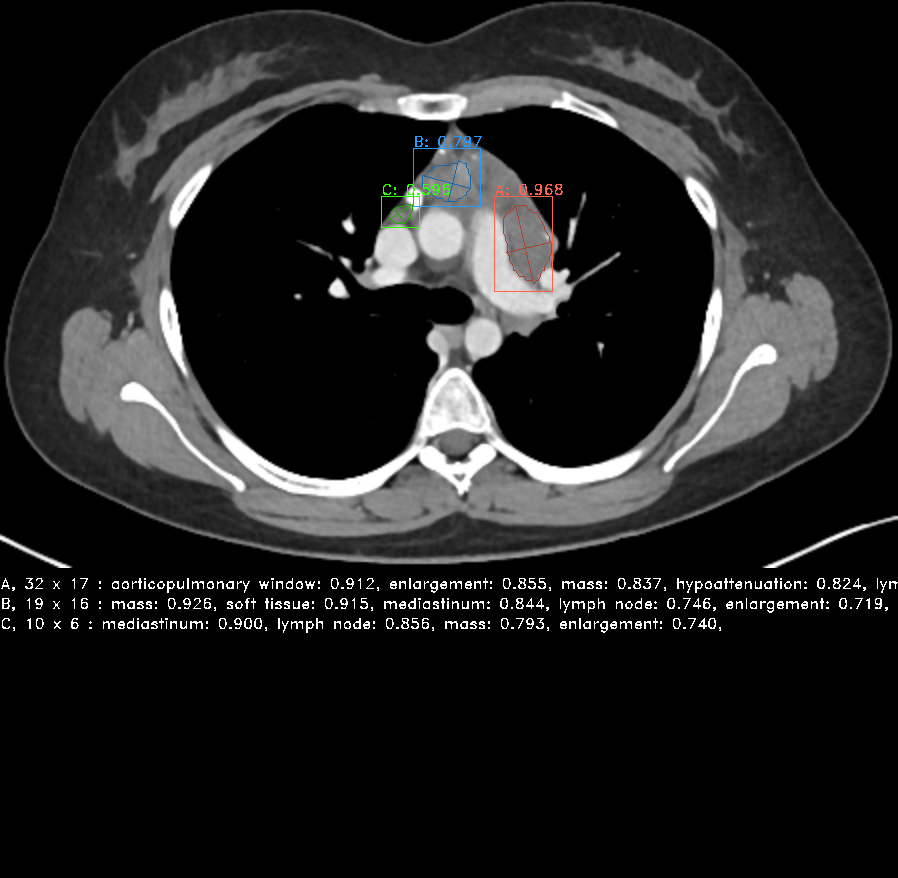 B: 0.797
C: 0.598
A: 0.968
A, 32 x 17 : aorticopulmonary window: 0.912, enlargement: 0.855, mass: 0.837, hypoattenuation: 0.824, lym
B, 19 x 16 : mass: 0.926, soft tissue: 0.915, mediastinum: 0.844, lymph node: 0.746, enlargement: 0.719,
C, 10 x 6 : mediastinum: 0.900, lymph node: 0.856, mass: 0.793, enlargement: 0.740,